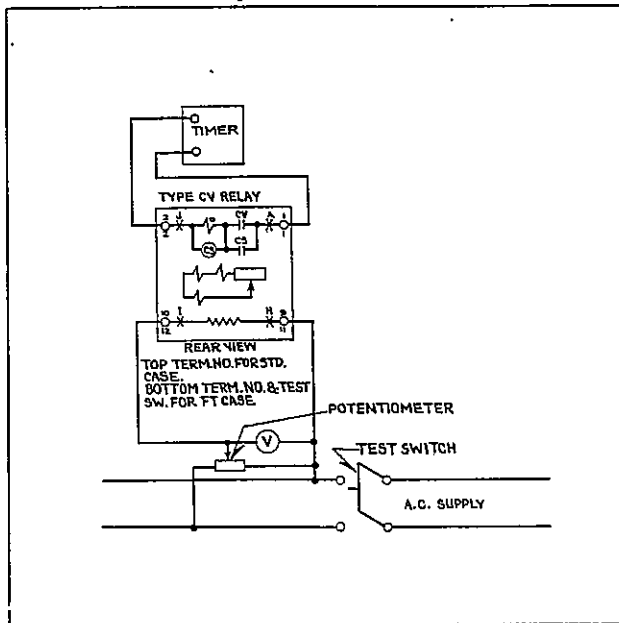 TIMER
TYPE CV RELAY
CV
CS
REAR VIEW
TOP TERM. NO. FOR STD.
CASE.
BOTTOM TERM. NO. & TEST
SW. FOR FT CASE.
POTENTIOMETER
V
TEST SWITCH
A.C. SUPPLY